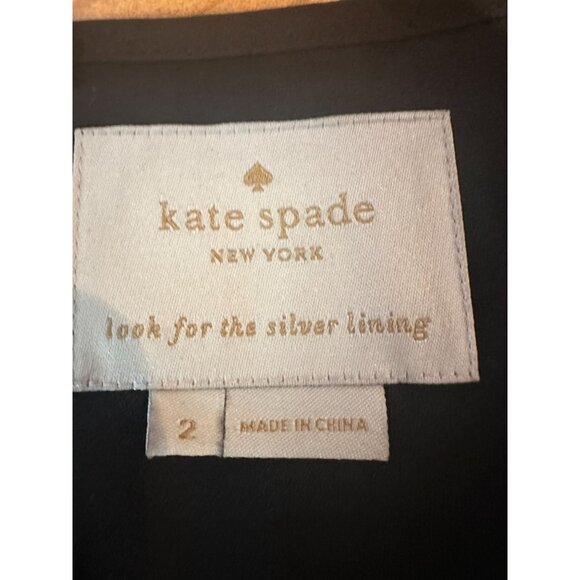 kate spade
NEW YORK
look for the silver lining
2
MADE IN CHINA